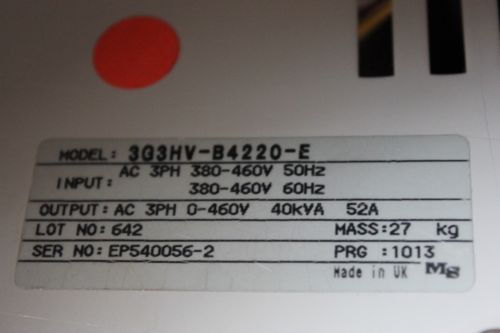 MODEL: 3G3HV-B4220-E
INPUT: AC 3PH 380-460V 50Hz
380-460V 60Hz
OUTPUT: AC 3PH 0-460V 40kVA 52A
LOT NO: 642 MASS:27 kg
SER NO: EP540056-2 PRG :1013
Made in UK